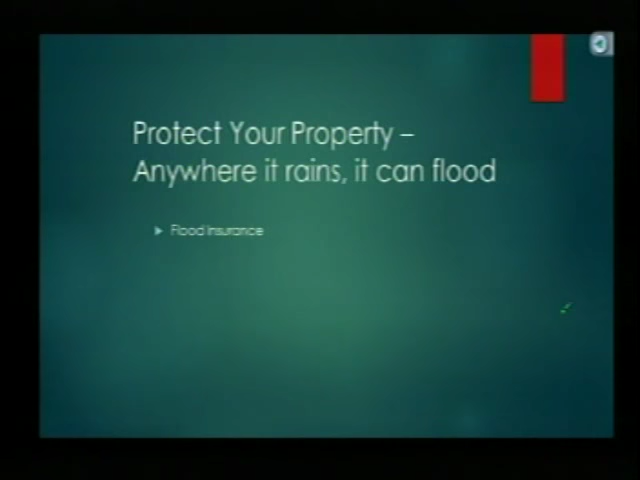 Protect Your Property –
Anywhere it rains, it can flood
Flood Insurance